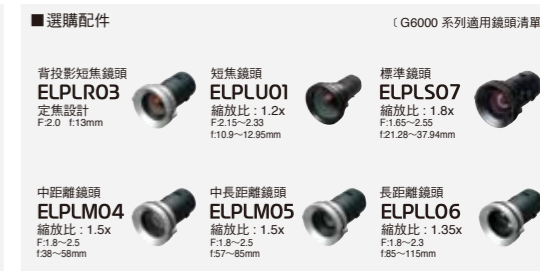 ■選購配件
﹝G6000 系列適用鏡頭清單
背投影短焦鏡頭
ELPLR03
定焦設計
F:2.0 f:13mm
短焦鏡頭
ELPLU01
縮放比 : 1.2x
F:2.15～2.33
f:10.9～12.95mm
標準鏡頭
ELPLS07
縮放比 : 1.8x
F:1.65～2.55
f:21.28～37.94mm
中距離鏡頭
ELPLM04
縮放比 : 1.5x
F:1.8～2.5
f:38～58mm
中長距離鏡頭
ELPLM05
縮放比 : 1.5x
F:1.8～2.5
f:57～85mm
長距離鏡頭
ELPLL06
縮放比 : 1.35x
F:1.8～2.3
f:85～115mm